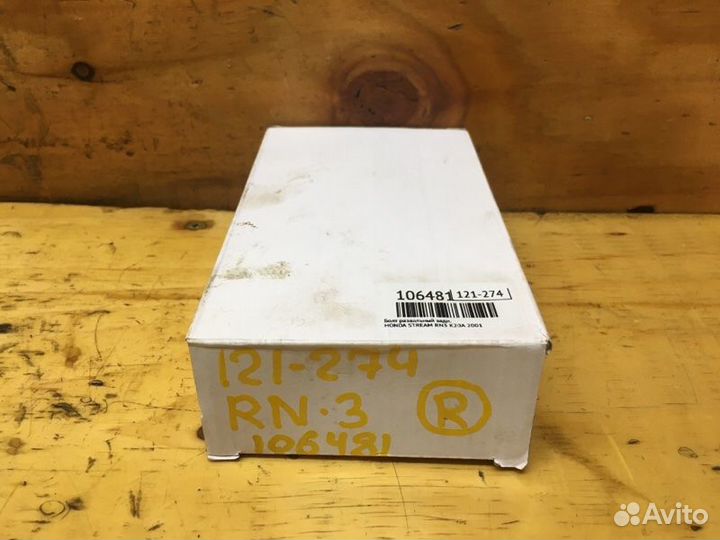 106481 121-274
Болт развальный задн.
HONDA STREAM RN3 K20A 2001
121-274
RN·3 R
106481
Avito